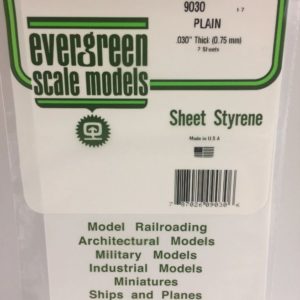 9030
PLAIN
.030" Thick (0.75 mm)
7 Sheets
evergreen
scale models
Sheet Styrene
Made in U.S.A
Model Railroading
Architectural Models
Military Models
Industrial Models
Miniatures
Ships and Planes